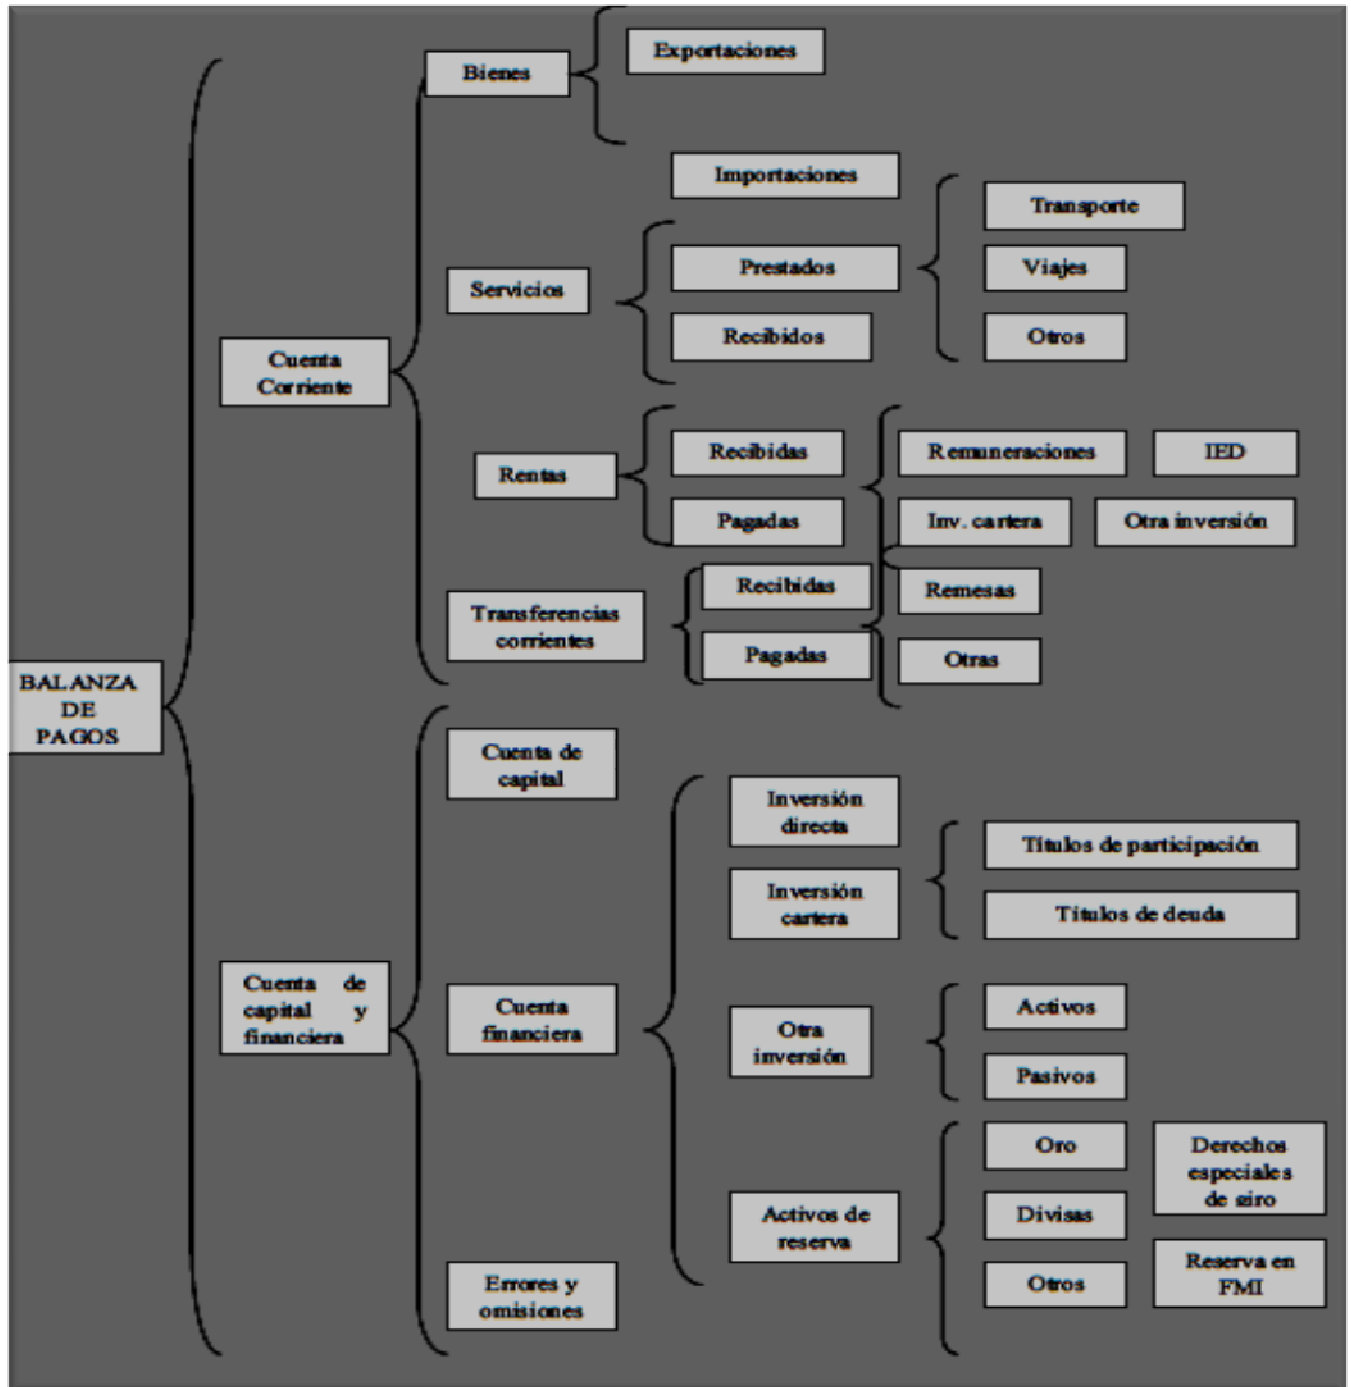 BALANZA
DE
PAGOS
Cuenta
Corriente
Bienes
Exportaciones
Importaciones
Servicios
Prestados
Recibidos
Transporte
Viajes
Otros
Rentas
Recibidas
Pagadas
Remuneraciones
IED
Inv. cartera
Otra inversión
Transferencias
corrientes
Recibidas
Pagadas
Remesas
Otras
Cuenta de
capital y
financiera
Cuenta de
capital
Cuenta
financiera
Inversión
directa
Inversión
cartera
Títulos de participación
Títulos de deuda
Otra
inversión
Activos
Pasivos
Activos de
reserva
Oro
Derechos
especiales
de giro
Divisas
Otros
Reserva en
FMI
Errores y
omisiones